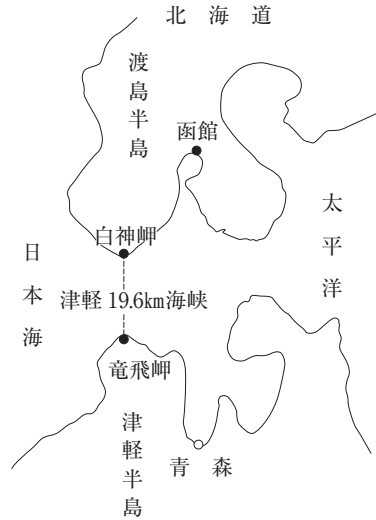 北海道
渡島半島
函館
太平洋
白神岬
日本海
津軽 19.6km 海峡
竜飛岬
津軽半島
青森